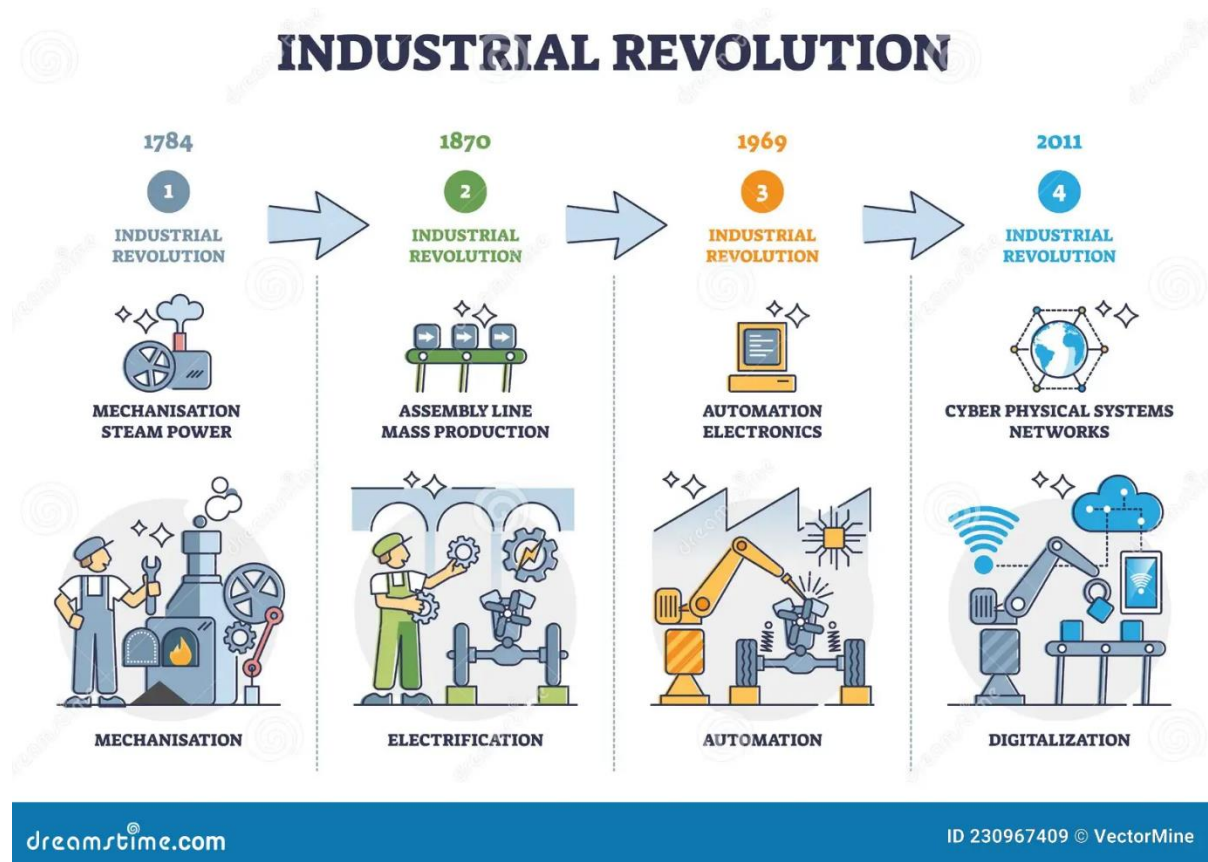 INDUSTRIAL REVOLUTION
1784
1
INDUSTRIAL
REVOLUTION
MECHANISATION
STEAM POWER
MECHANISATION
1870
2
INDUSTRIAL
REVOLUTION
ASSEMBLY LINE
MASS PRODUCTION
ELECTRIFICATION
1969
3
INDUSTRIAL
REVOLUTION
AUTOMATION
ELECTRONICS
AUTOMATION
2011
4
INDUSTRIAL
REVOLUTION
CYBER PHYSICAL SYSTEMS
NETWORKS
DIGITALIZATION
dreamstime.com
ID 230967409 © VectorMine